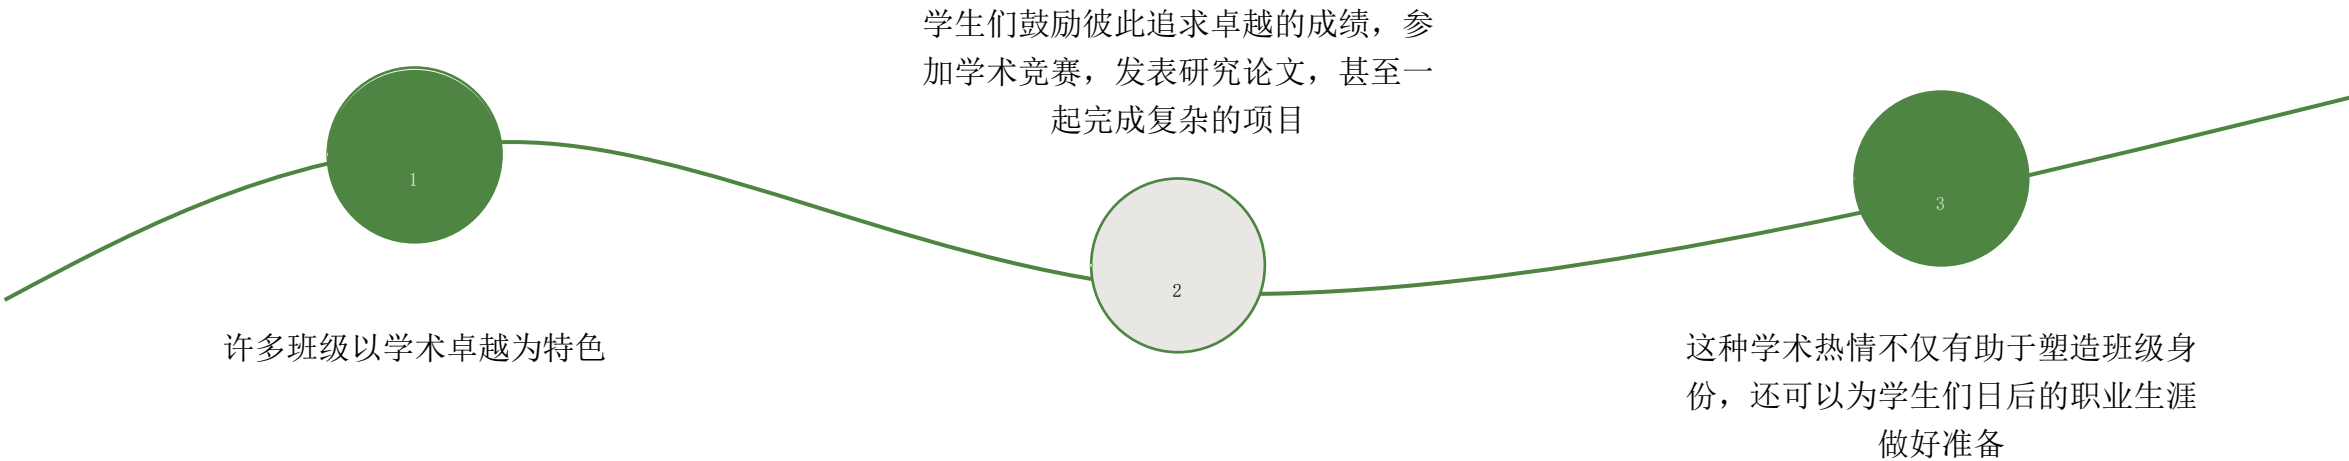 1
许多班级以学术卓越为特色
学生们鼓励彼此追求卓越的成绩，参
加学术竞赛，发表研究论文，甚至一
起完成复杂的项目
2
3
这种学术热情不仅有助于塑造班级身
份，还可以为学生们日后的职业生涯
做好准备